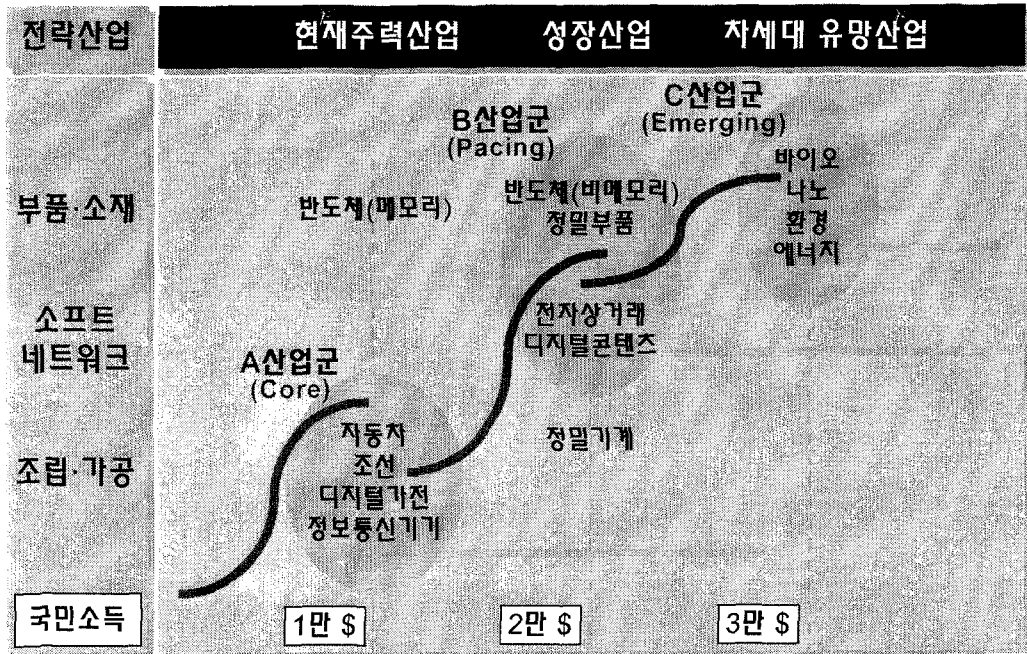 전략산업
현재주력산업
성장산업
차세대 유망산업
C산업군
(Emerging)
B산업군
(Pacing)
바이오
나노
환경
에너지
부품·소재
반도체(메모리)
반도체(비메모리)
정밀부품
소프트
네트워크
전자상거래
디지털콘텐츠
A산업군
(Core)
조립·가공
자동차
조선
디지털가전
정보통신기기
정밀기계
국민소득
1만 $
2만 $
3만 $